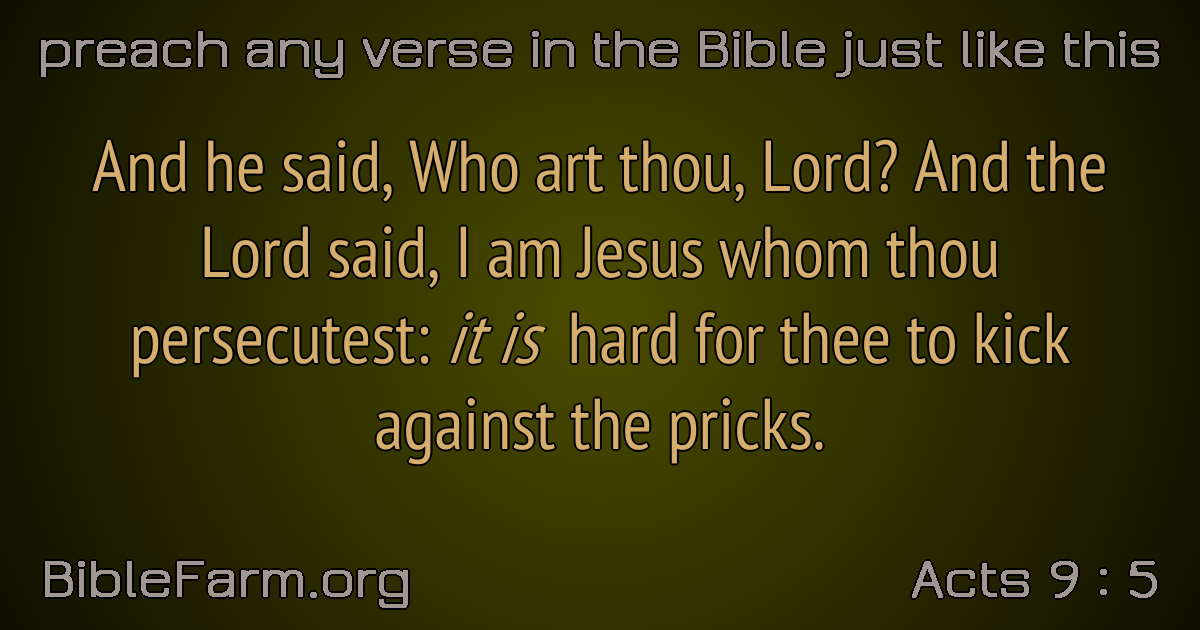 preach any verse in the Bible just like this
And he said, Who art thou, Lord? And the
Lord said, I am Jesus whom thou
persecutest: it is hard for thee to kick
against the pricks.
BibleFarm.org
Acts 9 : 5